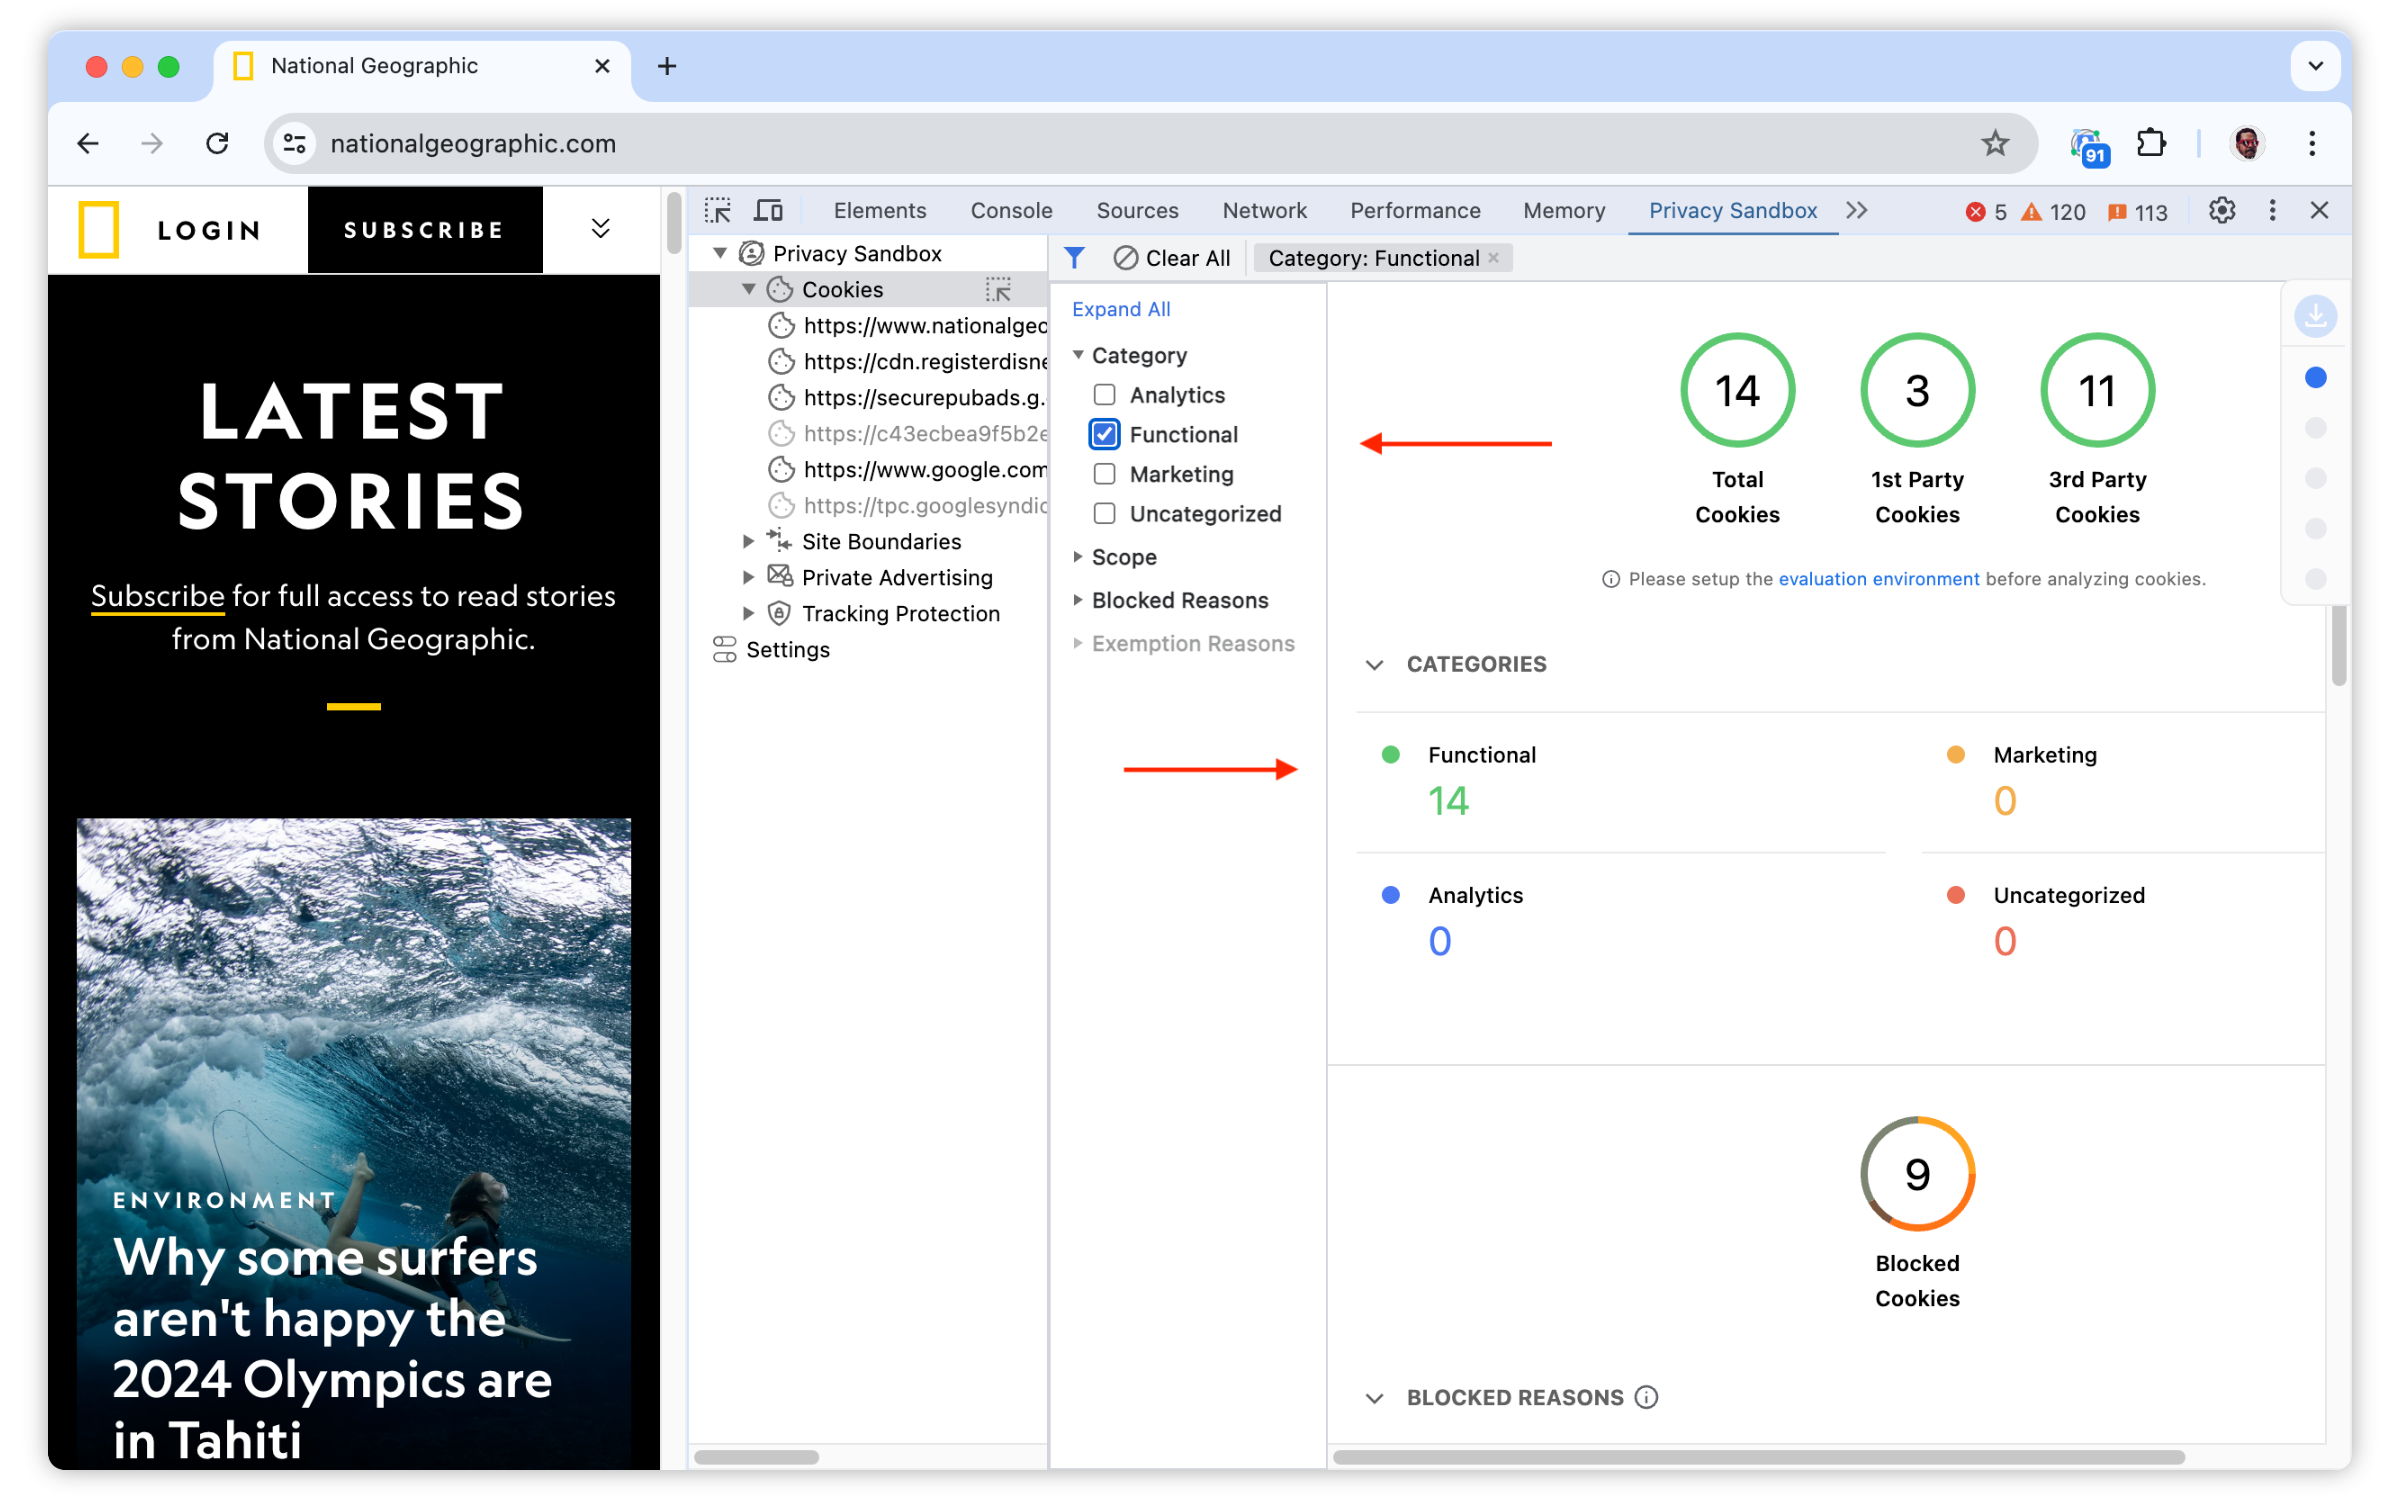 National Geographic
nationalgeographic.com
91
LOGIN
SUBSCRIBE
LATEST
STORIES
Subscribe for full access to read stories
from National Geographic.
ENVIRONMENT
Why some surfers
aren't happy the
2024 Olympics are
in Tahiti
Elements
Console
Sources
Network
Performance
Memory
Privacy Sandbox
5
120
113
Privacy Sandbox
Cookies
https://www.nationalgeo
https://cdn.registerdisne
https://securepubads.g.
https://c43ecbea9f5b2e
https://www.google.com
https://tpc.googlesyndic
Site Boundaries
Private Advertising
Tracking Protection
Settings
Clear All
Category: Functional
Expand All
Category
Analytics
Functional
Marketing
Uncategorized
Scope
Blocked Reasons
Exemption Reasons
14
Total
Cookies
3
1st Party
Cookies
11
3rd Party
Cookies
Please setup the evaluation environment before analyzing cookies.
CATEGORIES
Functional
14
Marketing
0
Analytics
0
Uncategorized
0
9
Blocked
Cookies
BLOCKED REASONS